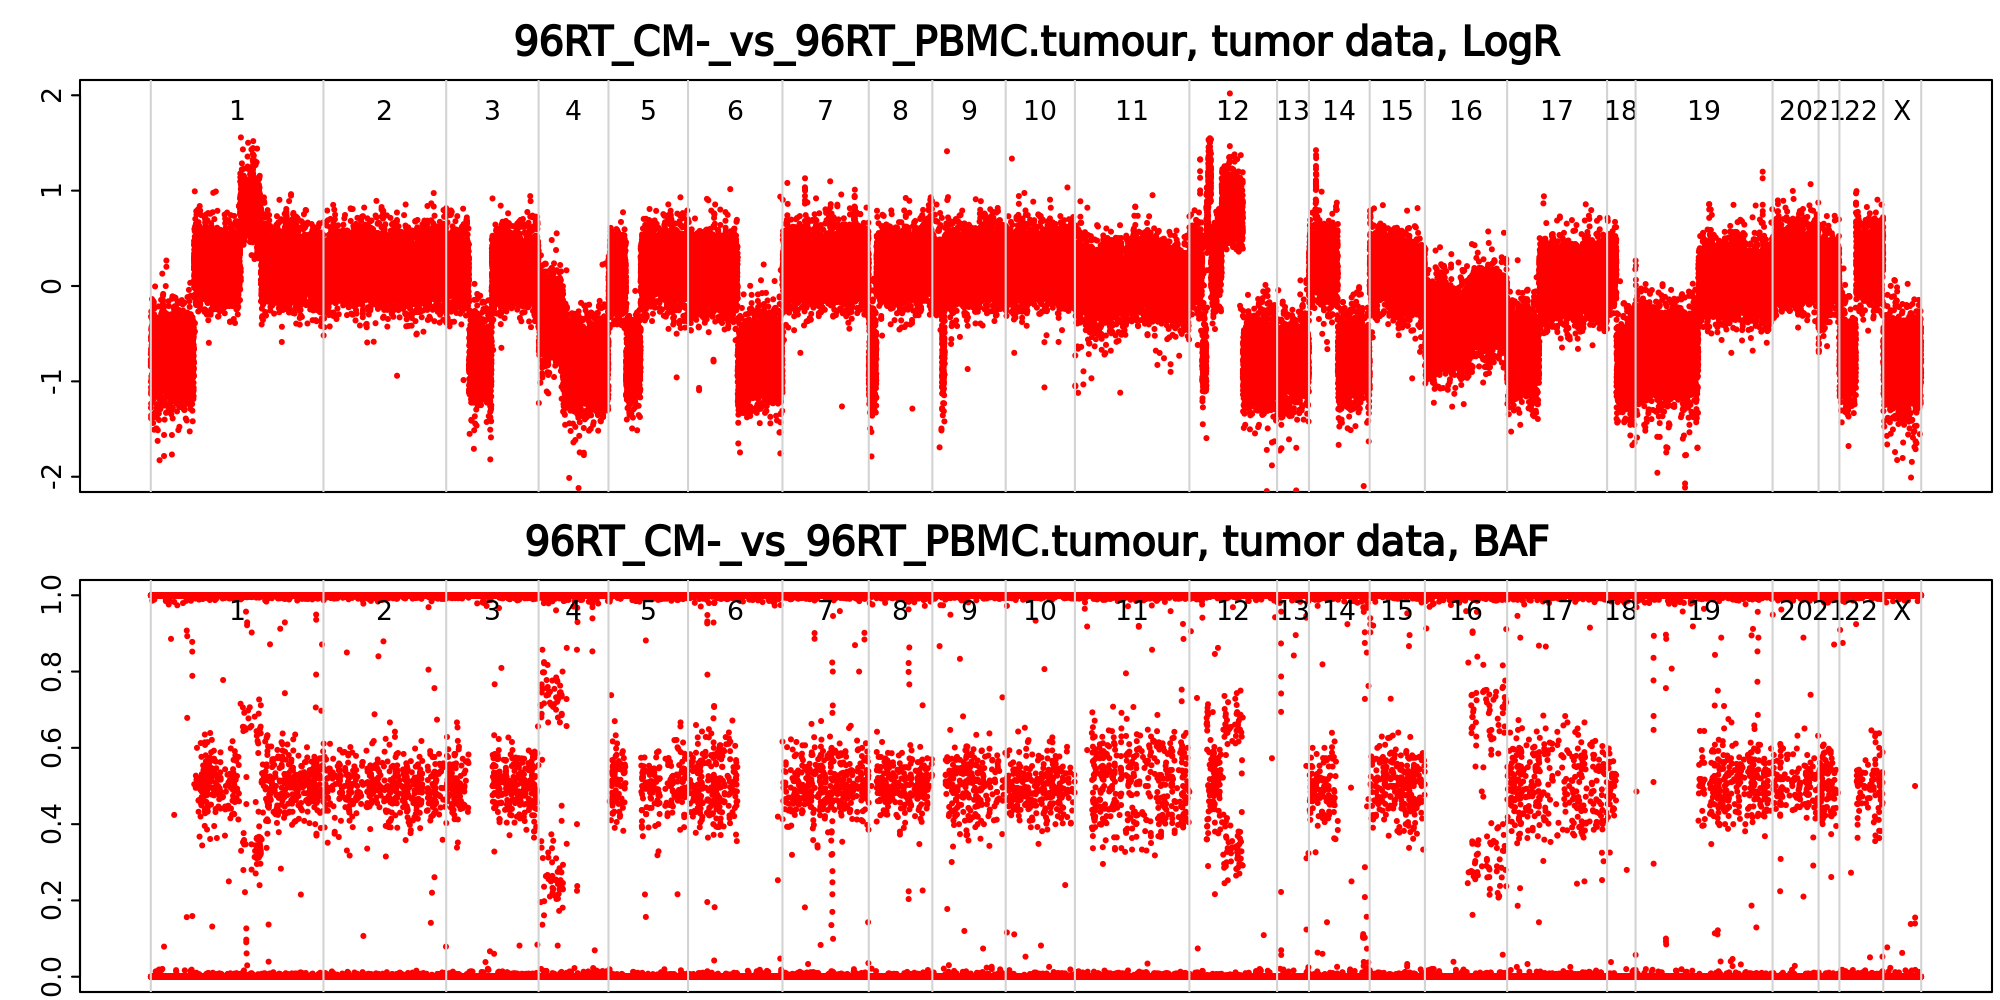 96RT_CM-_vs_96RT_PBMC.tumour, tumor data, LogR
2
1
0
-1
-2
1 2 3 4 5 6 7 8 9 10 11 12 13 14 15 16 17 18 19 20 21 22 X
96RT_CM-_vs_96RT_PBMC.tumour, tumor data, BAF
1.0
0.8
0.6
0.4
0.2
0.0
1 2 3 4 5 6 7 8 9 10 11 12 13 14 15 16 17 18 19 20 21 22 X